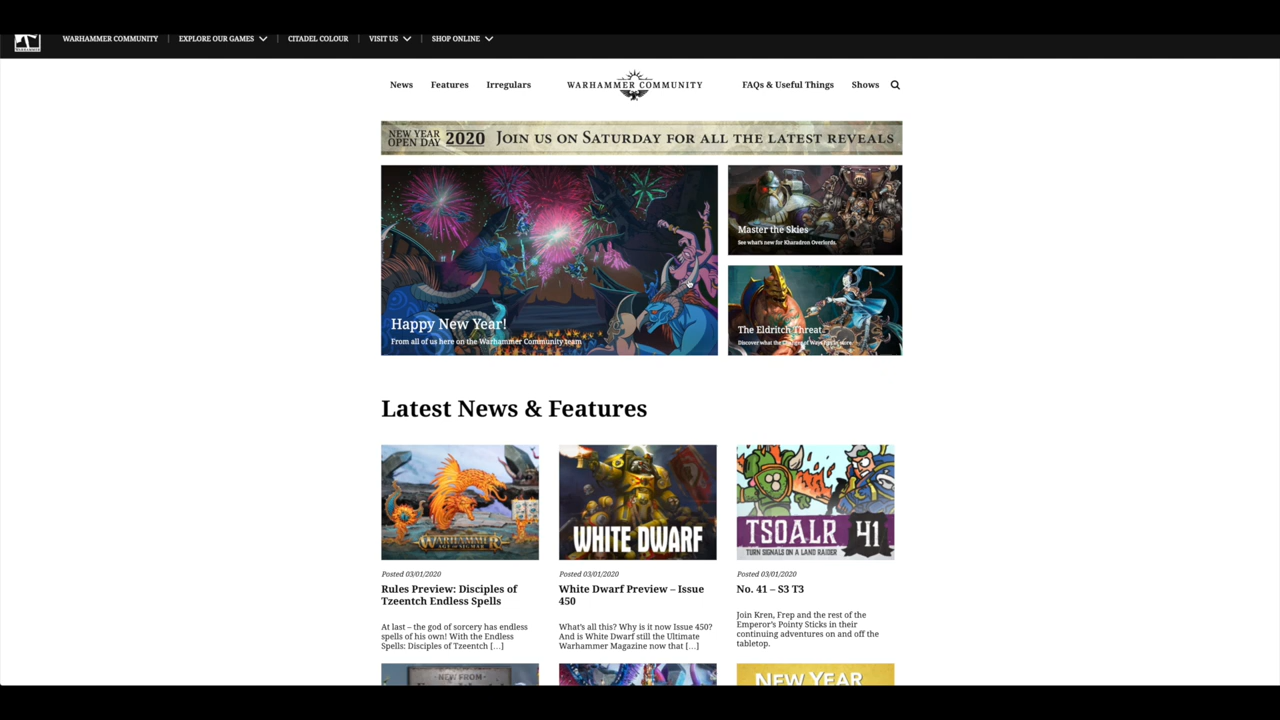 WARHAMMER COMMUNITY
EXPLORE OUR GAMES
CITADEL COLOUR
VISIT US
SHOP ONLINE
News
Features
Irregulars
WARHAMMER COMMUNITY
FAQs & Useful Things
Shows
NEW YEAR
OPEN DAY
2020
JOIN US ON SATURDAY FOR ALL THE LATEST REVEALS
Happy New Year!
From all of us here on the Warhammer Community team
Master the Skies
See what's new for Kharadron Overlords.
The Eldritch Threat
Discover what the
Latest News & Features
WARHAMMER
AGE OF SIGMAR
Posted 03/01/2020
Rules Preview: Disciples of
Tzeentch Endless Spells
At last – the god of sorcery has endless
spells of his own! With the Endless
Spells: Disciples of Tzeentch […]
WHITE DWARF
Posted 03/01/2020
White Dwarf Preview – Issue
450
What's all this? Why is it now Issue 450?
And is White Dwarf still the Ultimate
Warhammer Magazine now that […]
TSOALR 41
TURN SIGNALS ON A LAND RAIDER
Posted 03/01/2020
No. 41 – S3 T3
Join Kren, Frep and the rest of the
Emperor's Pointy Sticks in their
continuing adventures on and off the
tabletop.
NEW FROM
NEW YEAR